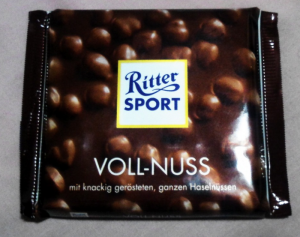 Ritter
SPORT
VOLL-NUSS
mit knackig gerösteten, ganzen Haselnüssen